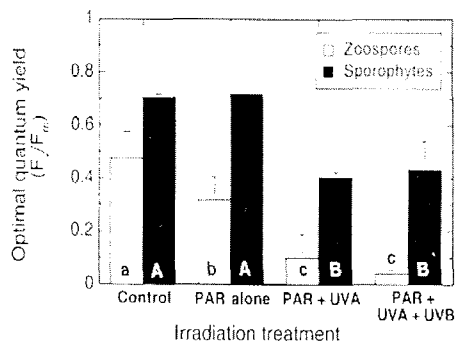 Optimal quantum yield
(Fv/Fm)
1
0.8
0.6
0.4
0.2
0
Zoospores
Sporophytes
a A b A c B c B
Control PAR alone PAR + UVA PAR +
UVA + UVB
Irradiation treatment